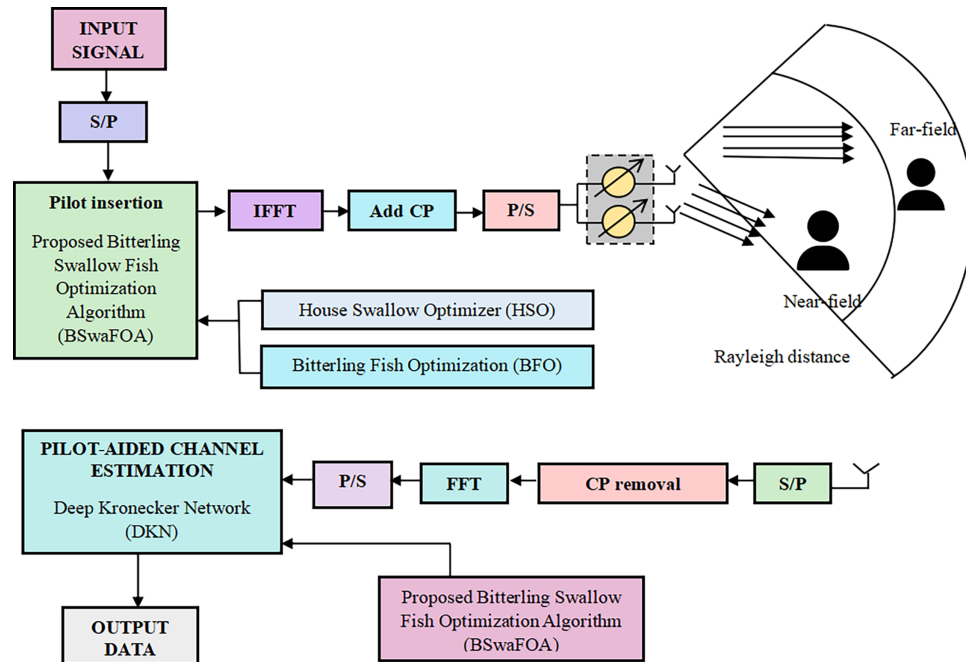 INPUT
SIGNAL
S/P
Pilot insertion
Proposed Bitterling
Swallow Fish
Optimization
Algorithm
(BSwaFOA)
IFFT
Add CP
P/S
House Swallow Optimizer (HSO)
Bitterling Fish Optimization (BFO)
Far-field
Near-field
Rayleigh distance
PILOT-AIDED CHANNEL
ESTIMATION
Deep Kronecker Network
(DKN)
P/S
FFT
CP removal
S/P
Proposed Bitterling Swallow
Fish Optimization Algorithm
(BSwaFOA)
OUTPUT
DATA